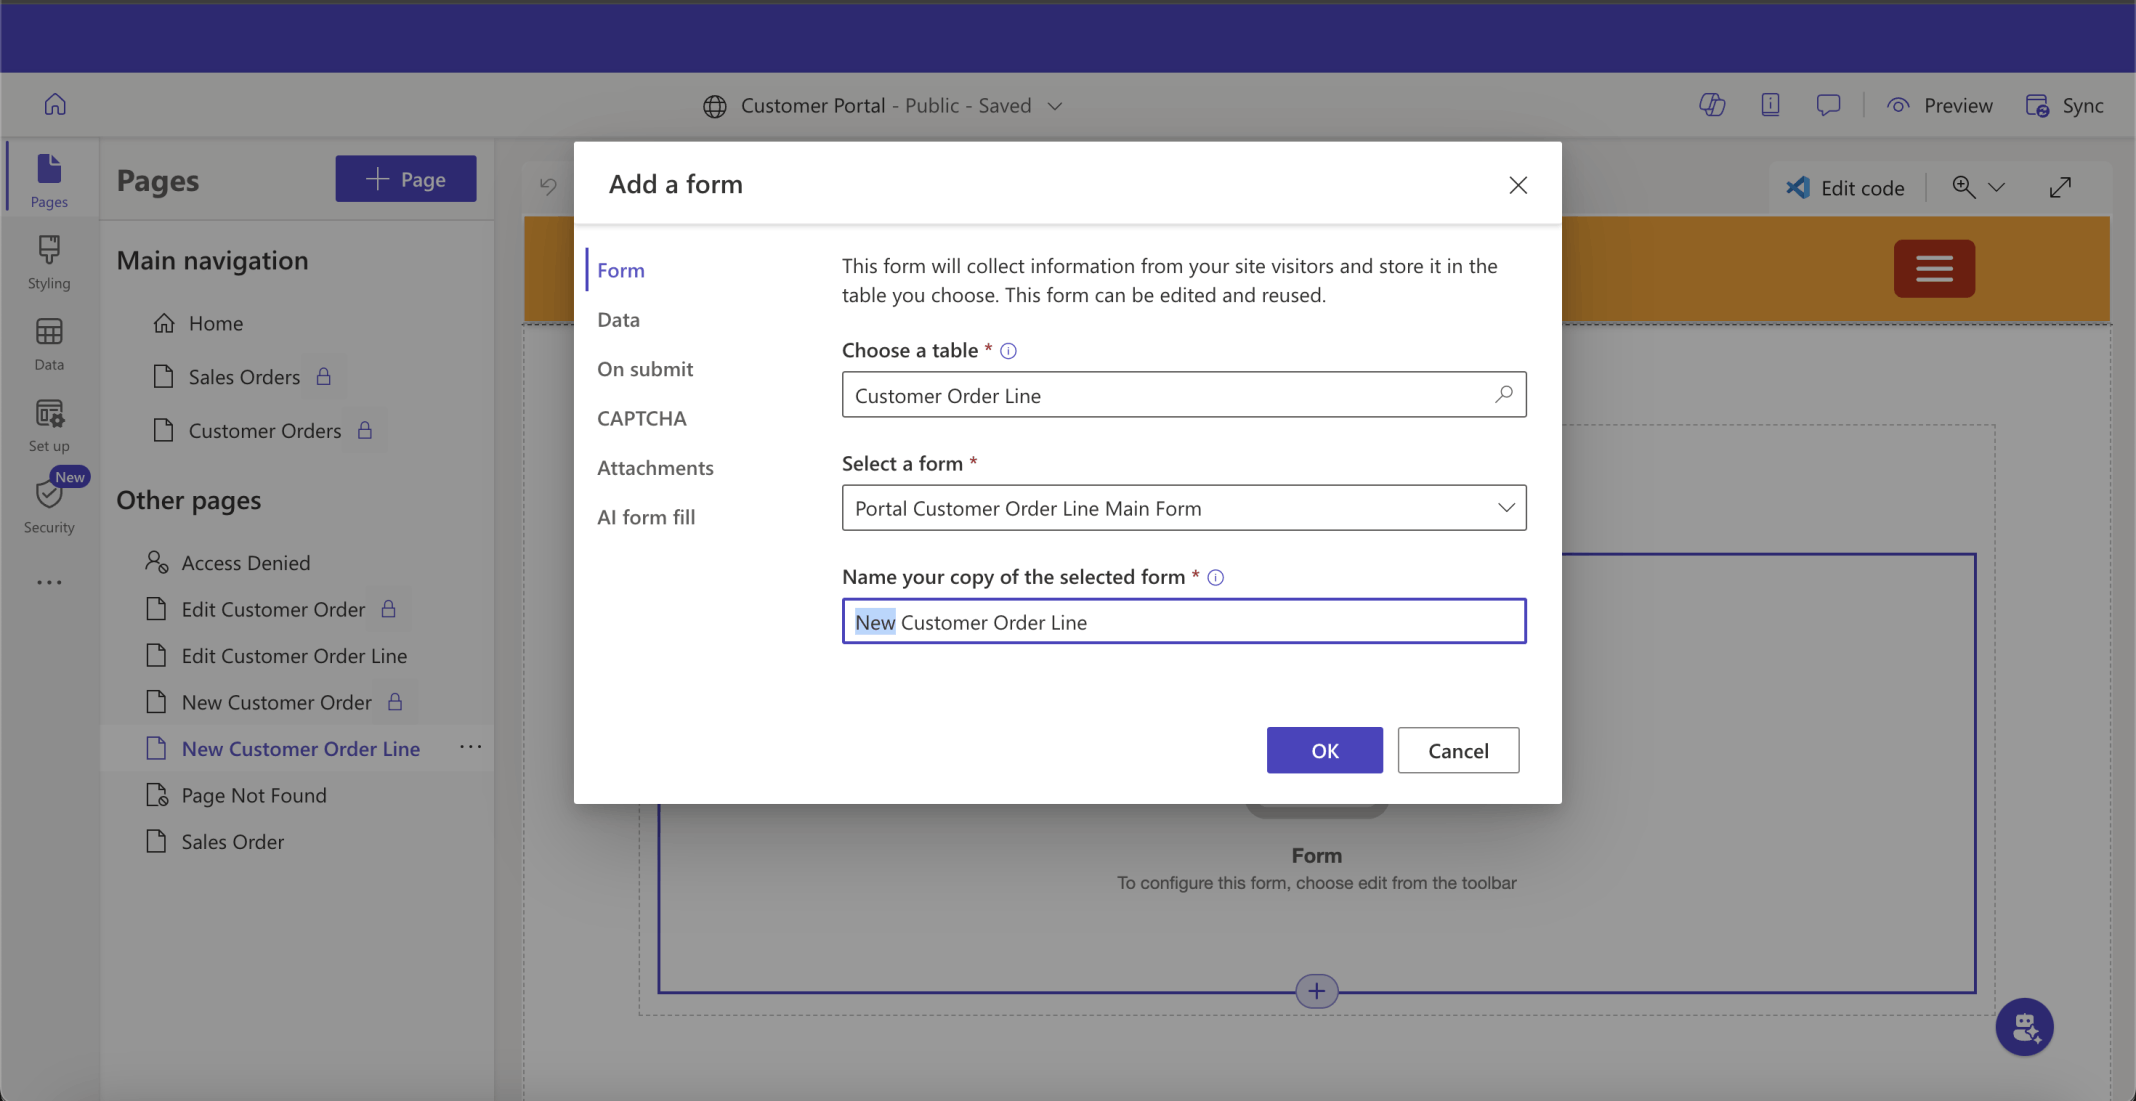 Customer Portal - Public - Saved
Preview
Sync
Pages
Styling
Data
Set up
New
Security
Pages
Page
Main navigation
Home
Sales Orders
Customer Orders
Other pages
Access Denied
Edit Customer Order
Edit Customer Order Line
New Customer Order
New Customer Order Line
Page Not Found
Sales Order
Edit code
Add a form
Form
Data
On submit
CAPTCHA
Attachments
AI form fill
This form will collect information from your site visitors and store it in the
table you choose. This form can be edited and reused.
Choose a table *
Customer Order Line
Select a form *
Portal Customer Order Line Main Form
Name your copy of the selected form *
New Customer Order Line
OK
Cancel
Form
To configure this form, choose edit from the toolbar